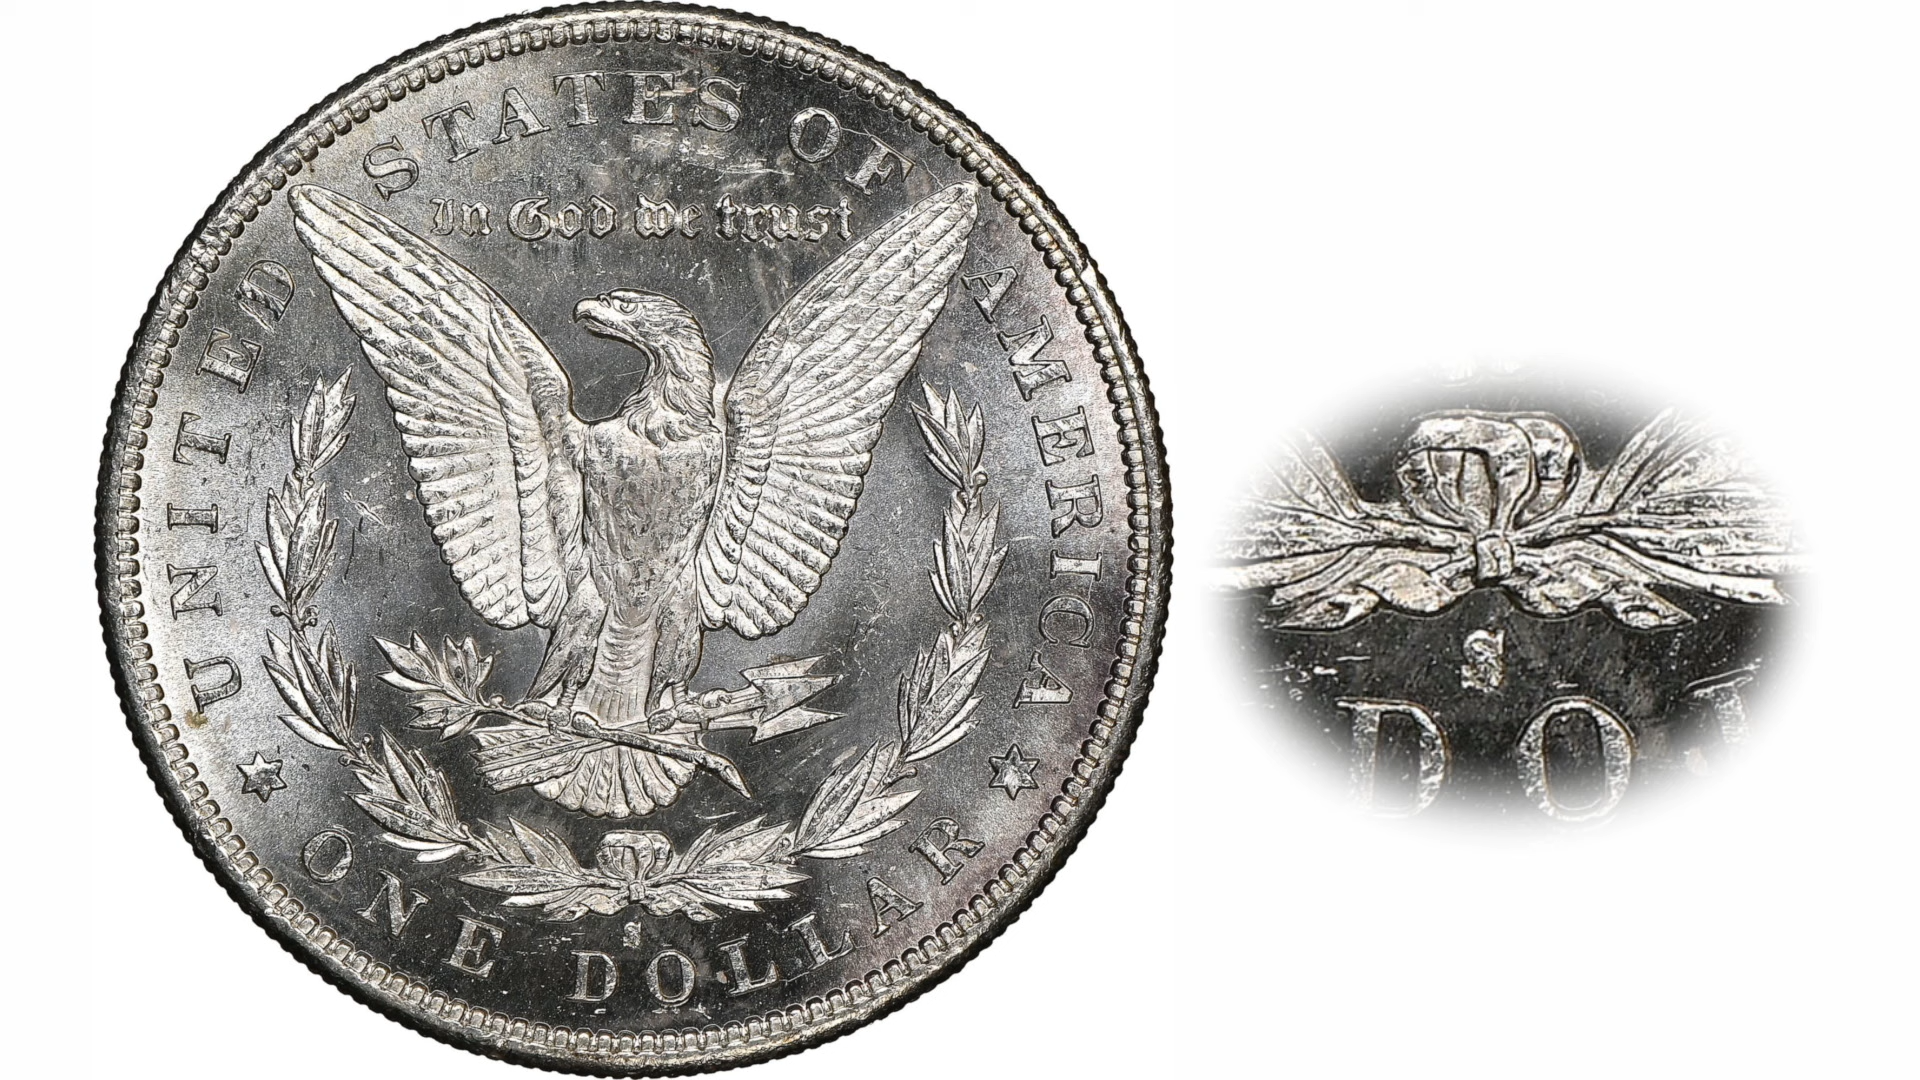 UNITED STATES OF AMERICA
In God we trust
S
ONE DOLLAR
S
DO